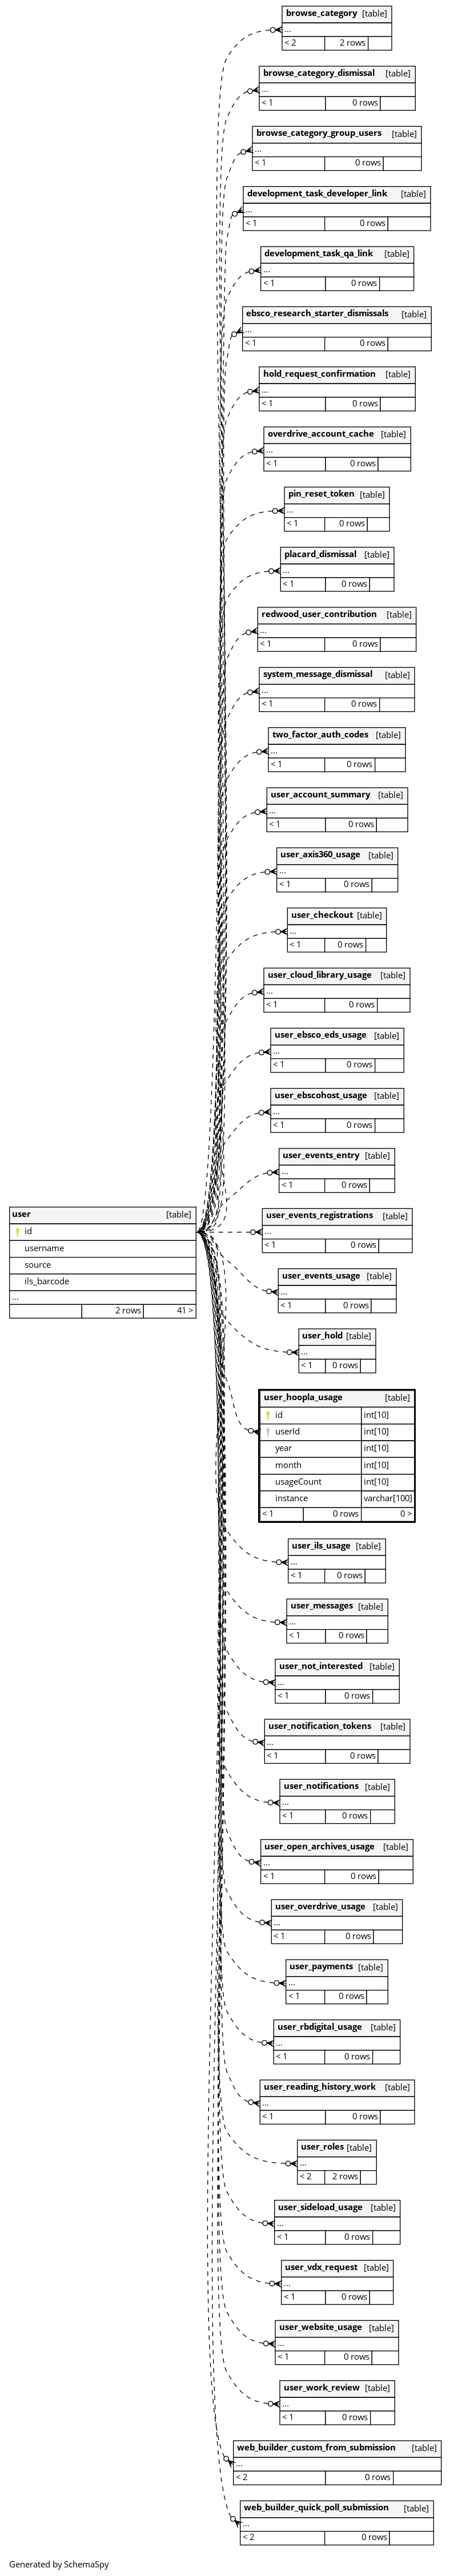 browse_category [table]
...
< 2 2 rows
browse_category_dismissal [table]
...
< 1 0 rows
browse_category_group_users [table]
...
< 1 0 rows
development_task_developer_link [table]
...
< 1 0 rows
development_task_qa_link [table]
...
< 1 0 rows
ebsco_research_starter_dismissals [table]
...
< 1 0 rows
hold_request_confirmation [table]
...
< 1 0 rows
overdrive_account_cache [table]
...
< 1 0 rows
pin_reset_token [table]
...
< 1 0 rows
placard_dismissal [table]
...
< 1 0 rows
redwood_user_contribution [table]
...
< 1 0 rows
system_message_dismissal [table]
...
< 1 0 rows
two_factor_auth_codes [table]
...
< 1 0 rows
user_account_summary [table]
...
< 1 0 rows
user_axis360_usage [table]
...
< 1 0 rows
user_checkout [table]
...
< 1 0 rows
user_cloud_library_usage [table]
...
< 1 0 rows
user_ebsco_eds_usage [table]
...
< 1 0 rows
user_ebscohost_usage [table]
...
< 1 0 rows
user_events_entry [table]
...
< 1 0 rows
user [table]
id
username
source
ils_barcode
...
2 rows 41 >
user_events_registrations [table]
...
< 1 0 rows
user_events_usage [table]
...
< 1 0 rows
user_hold [table]
...
< 1 0 rows
user_hoopla_usage [table]
id int[10]
userId int[10]
year int[10]
month int[10]
usageCount int[10]
instance varchar[100]
< 1 0 rows 0 >
user_ils_usage [table]
...
< 1 0 rows
user_messages [table]
...
< 1 0 rows
user_not_interested [table]
...
< 1 0 rows
user_notification_tokens [table]
...
< 1 0 rows
user_notifications [table]
...
< 1 0 rows
user_open_archives_usage [table]
...
< 1 0 rows
user_overdrive_usage [table]
...
< 1 0 rows
user_payments [table]
...
< 1 0 rows
user_rbdigital_usage [table]
...
< 1 0 rows
user_reading_history_work [table]
...
< 1 0 rows
user_roles [table]
...
< 2 2 rows
user_sideload_usage [table]
...
< 1 0 rows
user_vdx_request [table]
...
< 1 0 rows
user_website_usage [table]
...
< 1 0 rows
user_work_review [table]
...
< 1 0 rows
web_builder_custom_from_submission [table]
...
< 2 0 rows
web_builder_quick_poll_submission [table]
...
< 2 0 rows
Generated by SchemaSpy